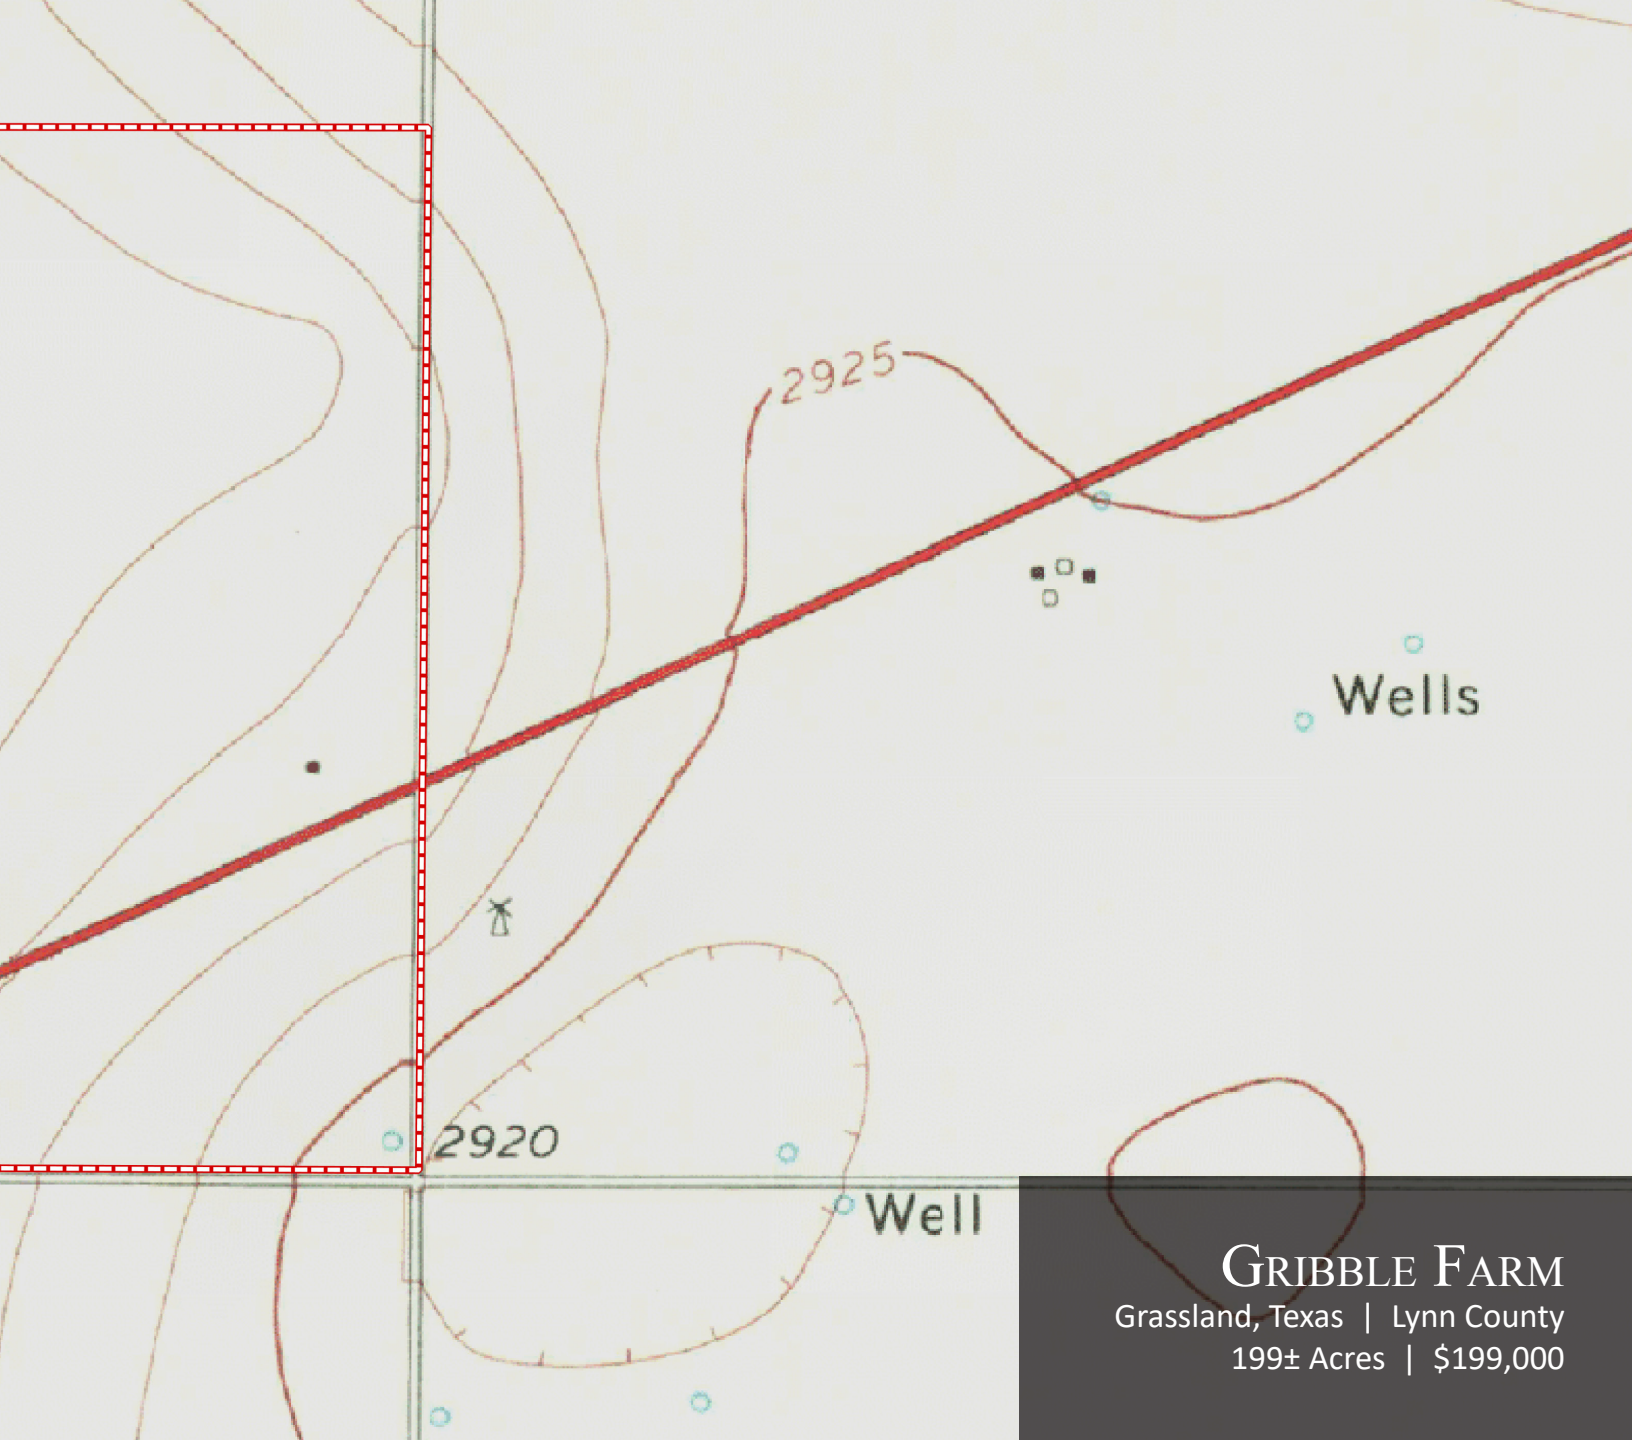 2925
Wells
2920
Well
GRIBBLE FARM
Grassland, Texas | Lynn County
199± Acres | $199,000